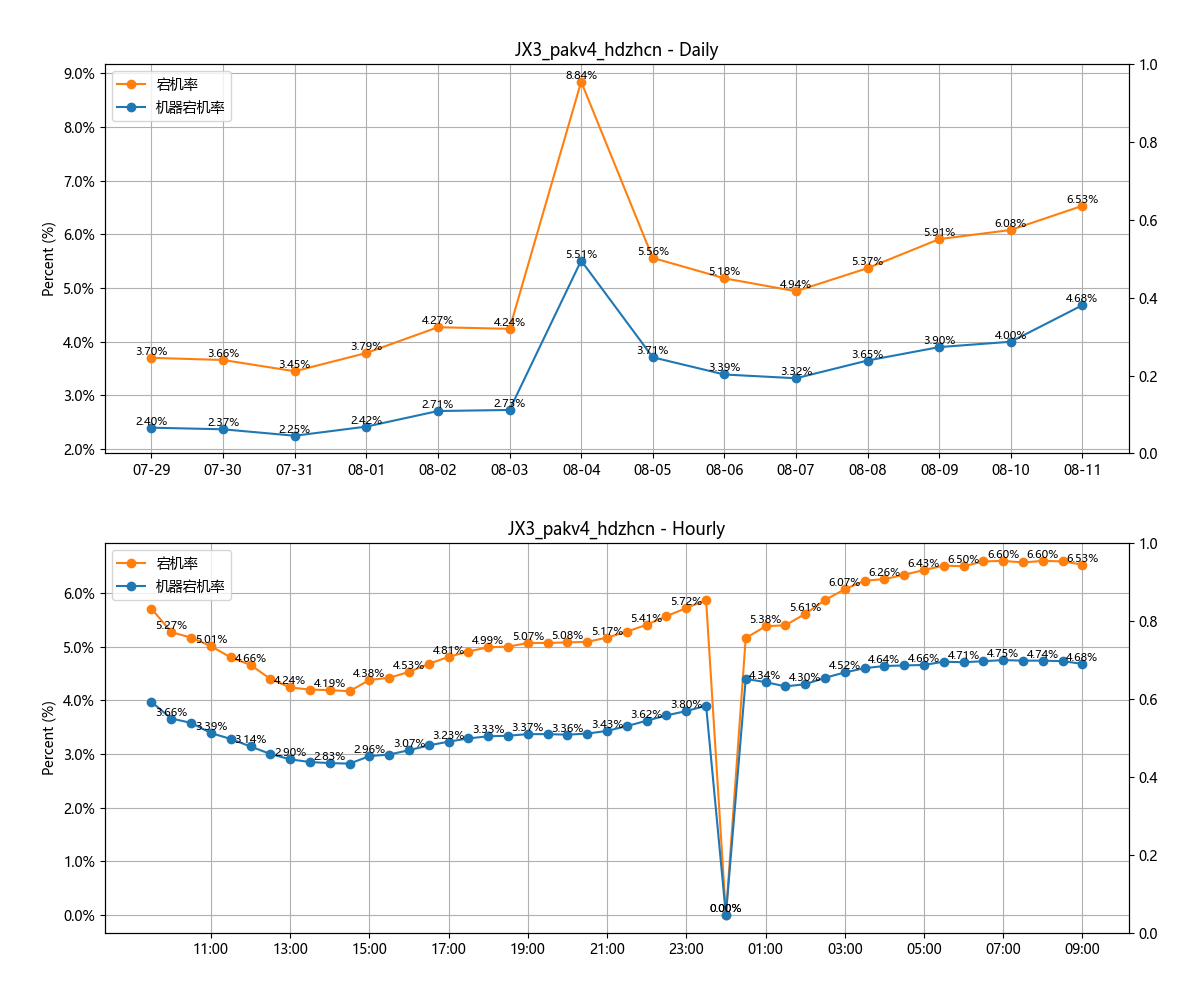 JX3_pakv4_hdzhcn - Daily
9.0%
8.0%
7.0%
6.0%
5.0%
4.0%
3.0%
2.0%
Percent (%)
宕机率
机器宕机率
3.70% 3.66% 3.45% 3.79% 4.27% 4.24% 8.84% 5.56% 5.18% 4.94% 5.37% 5.91% 6.08% 6.53%
2.40% 2.37% 2.25% 2.42% 2.71% 2.73% 5.51% 3.71% 3.39% 3.32% 3.65% 3.90% 4.00% 4.68%
1.0
0.8
0.6
0.4
0.2
0.0
07-29 07-30 07-31 08-01 08-02 08-03 08-04 08-05 08-06 08-07 08-08 08-09 08-10 08-11
JX3_pakv4_hdzhcn - Hourly
6.0%
5.0%
4.0%
3.0%
2.0%
1.0%
0.0%
Percent (%)
宕机率
机器宕机率
5.27% 5.01% 4.66% 4.24% 4.19% 4.38% 4.53% 4.81% 4.99% 5.07% 5.08% 5.17% 5.41% 5.72% 0.00% 5.38% 5.61% 6.07% 6.26% 6.43% 6.50% 6.60% 6.60% 6.53%
3.66% 3.39% 3.14% 2.90% 2.83% 2.96% 3.07% 3.23% 3.33% 3.37% 3.36% 3.43% 3.62% 3.80% 0.00% 4.34% 4.30% 4.52% 4.64% 4.66% 4.71% 4.75% 4.74% 4.68%
1.0
0.8
0.6
0.4
0.2
0.0
11:00 13:00 15:00 17:00 19:00 21:00 23:00 01:00 03:00 05:00 07:00 09:00